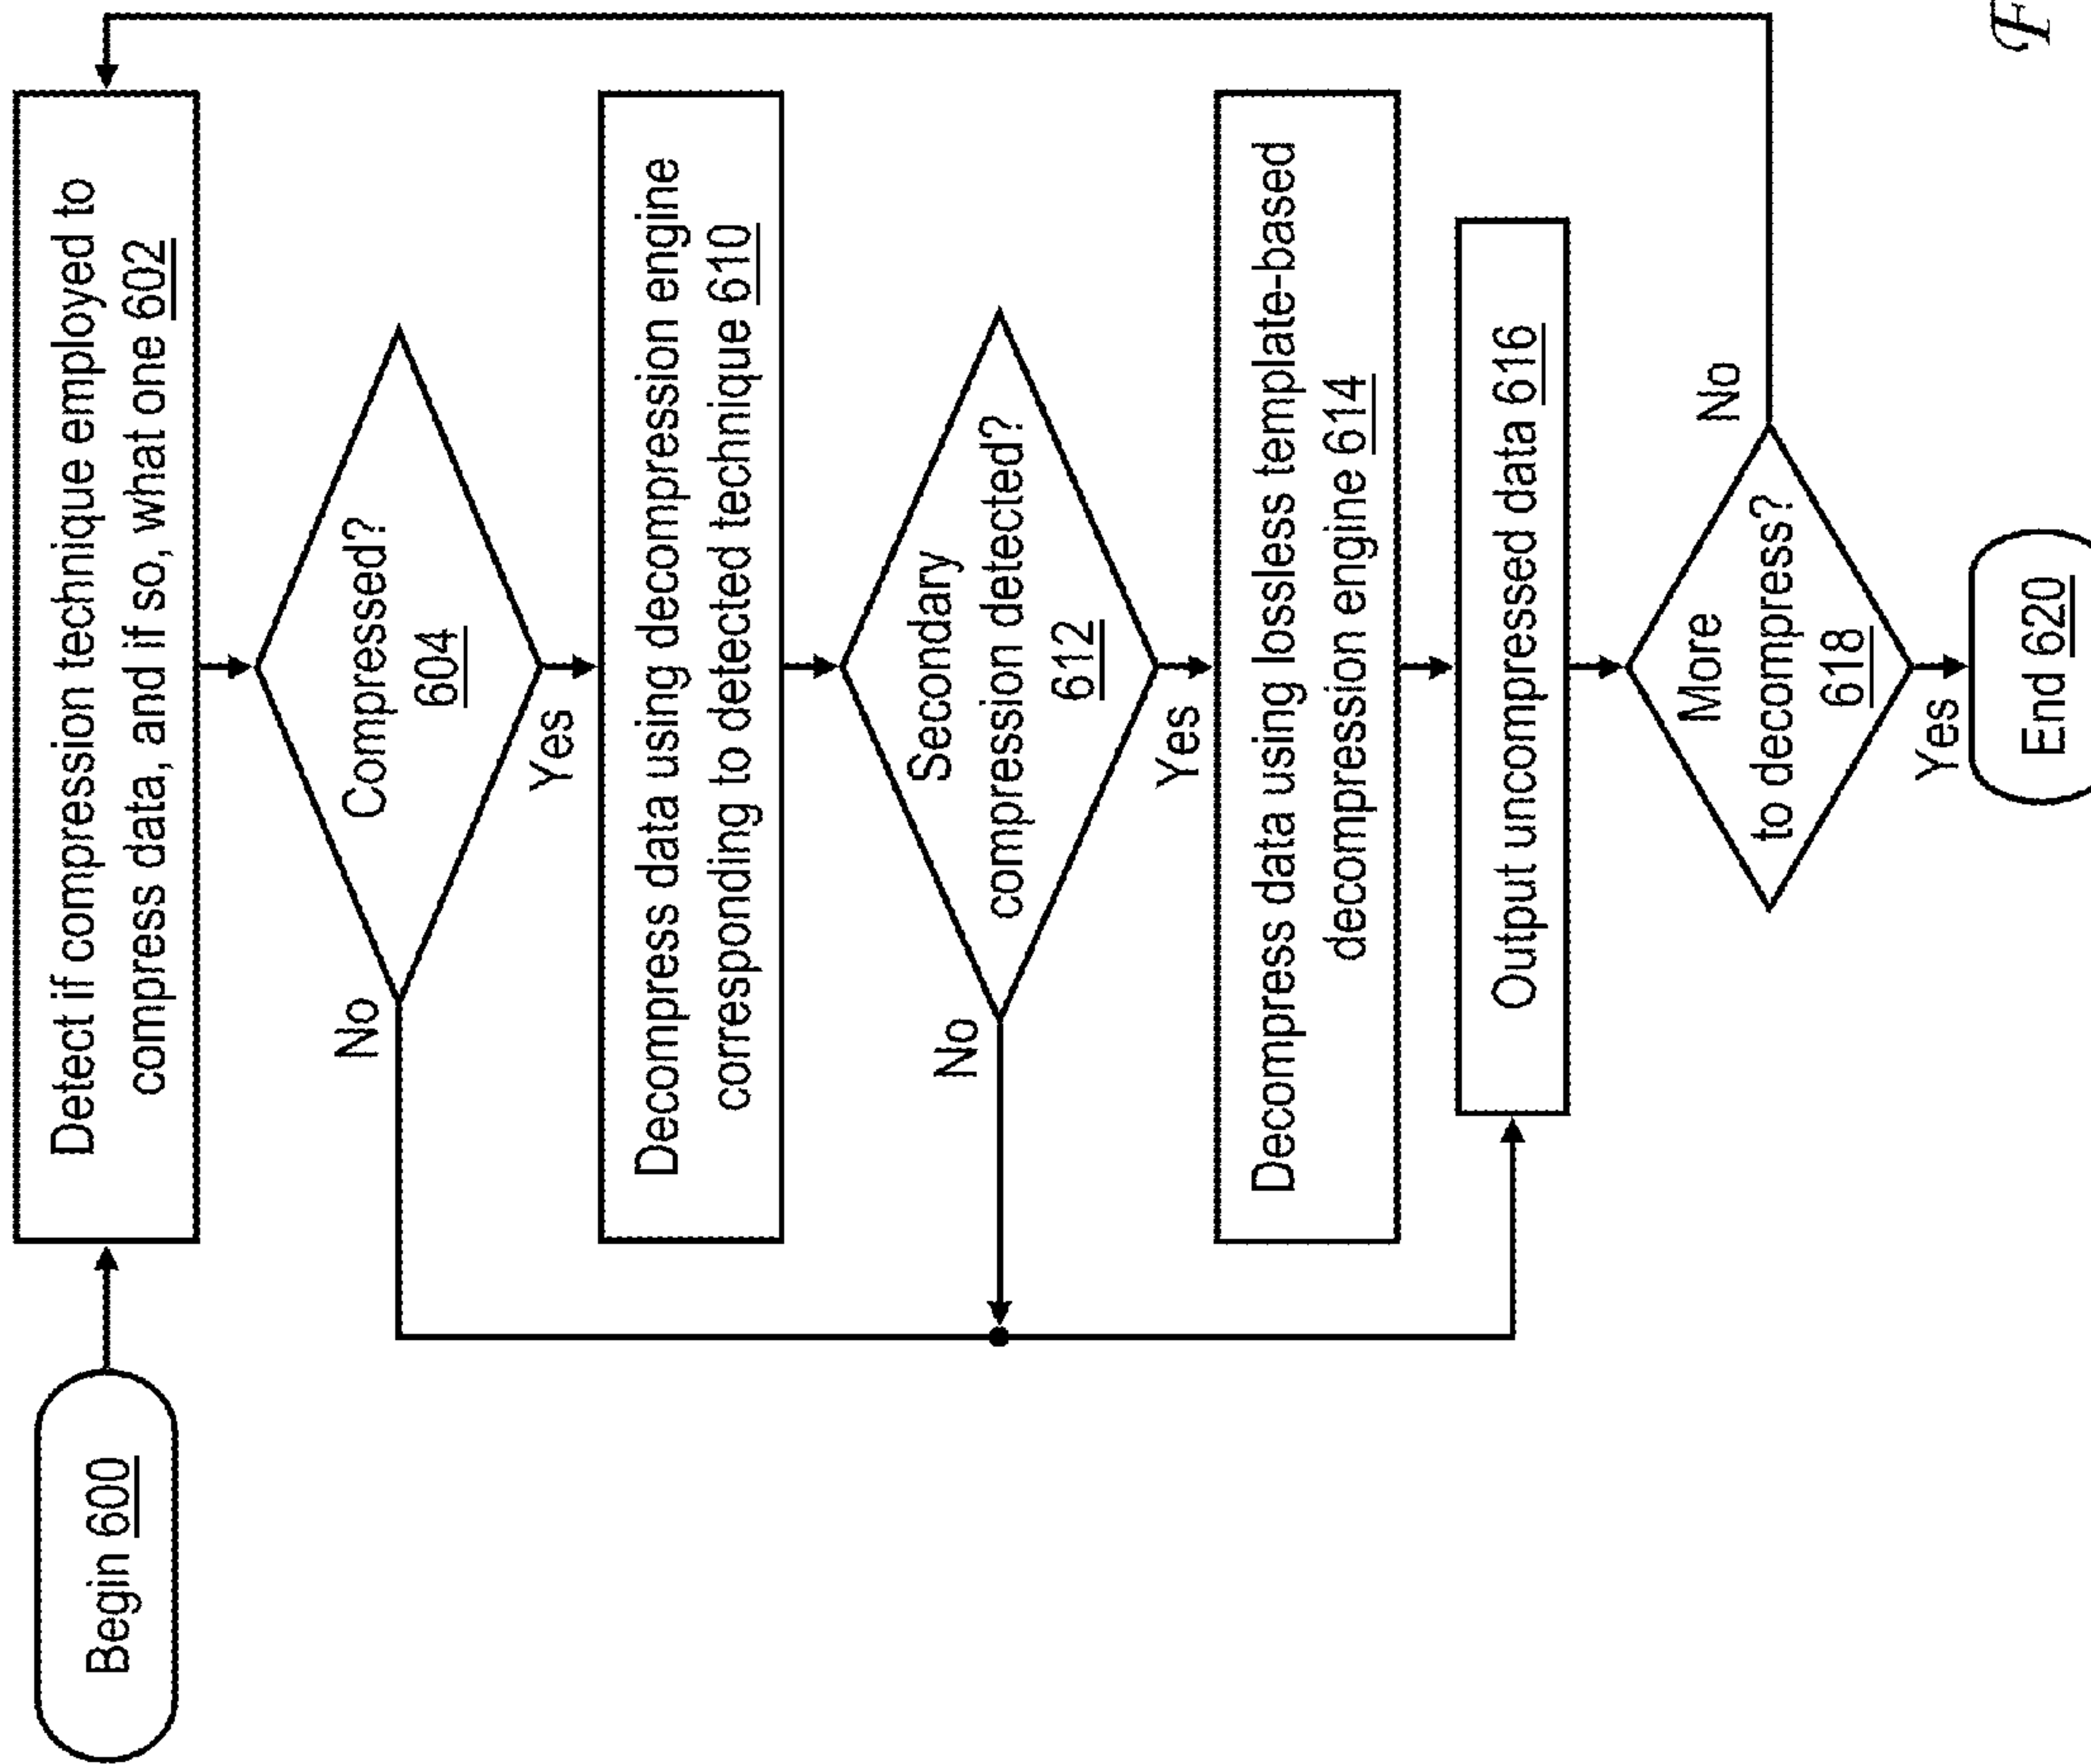 Begin 600
Detect if compression technique employed to
compress data, and if so, what one 602
Compressed?
604
No
Yes
Decompress data using decompression engine
corresponding to detected technique 610
Secondary
compression detected?
612
No
Yes
Decompress data using lossless template-based
decompression engine 614
Output uncompressed data 616
More
to decompress?
618
No
Yes
End 620